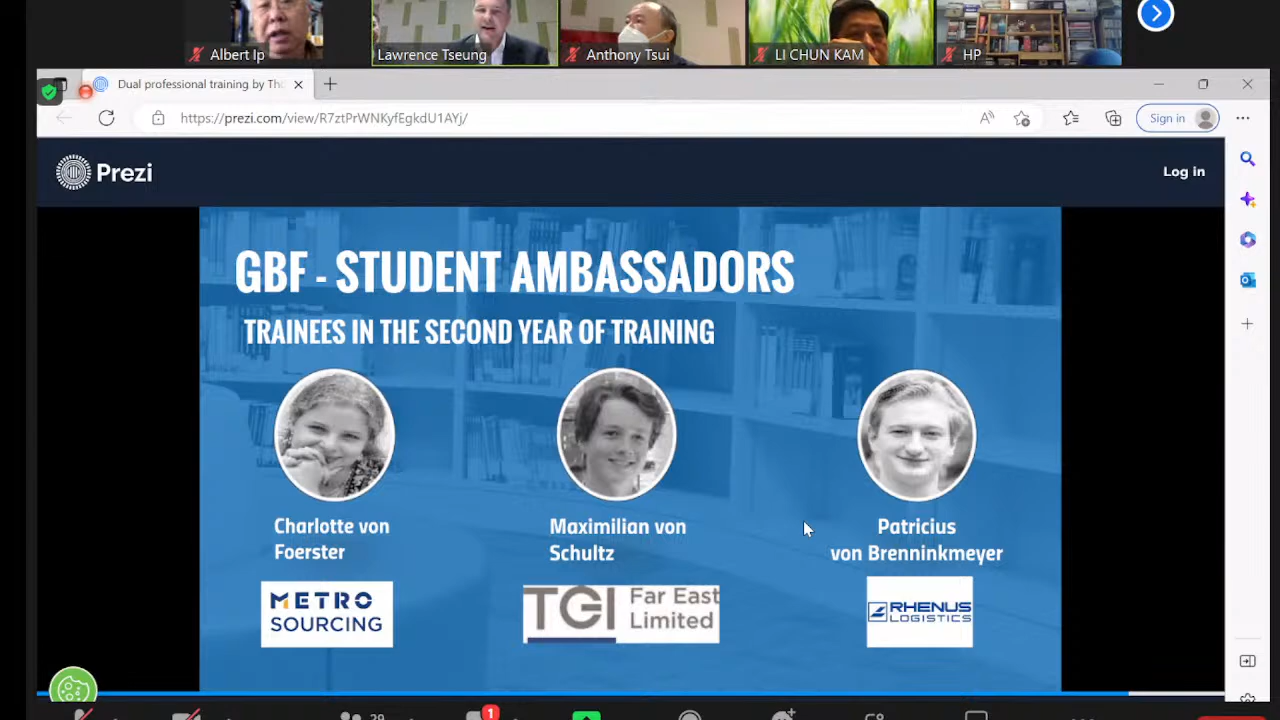 Albert Ip
Lawrence Tseung
Anthony Tsui
LI CHUN KAM
HP
Dual professional training by Th
https://prezi.com/view/R7ztPrWNKyfEgkdU1AYj/
Sign in
Prezi
Log in
GBF - STUDENT AMBASSADORS
TRAINEES IN THE SECOND YEAR OF TRAINING
Charlotte von
Foerster
Maximilian von
Schultz
Patricius
von Brenninkmeyer
METRO
SOURCING
TGI Far East
Limited
RHENUS
LOGISTICS
1